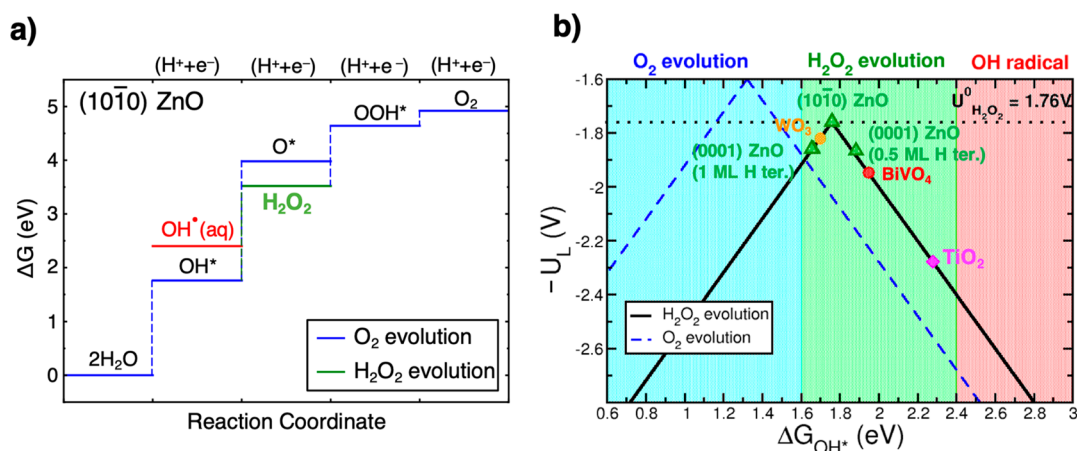 a)
(H⁺+e⁻) (H⁺+e⁻) (H⁺+e⁻) (H⁺+e⁻)
(101̄0) ZnO
O₂
OOH*
O*
H₂O₂
OH•(aq)
OH*
2H₂O
5
4
3
2
1
0
ΔG (eV)
O₂ evolution
H₂O₂ evolution
Reaction Coordinate
b)
O₂ evolution H₂O₂ evolution OH radical
(101̄0) ZnO
U⁰H₂O₂ = 1.76V
WO₃
(0001) ZnO
(1 ML H ter.)
(0001) ZnO
(0.5 ML H ter.)
BiVO₄
TiO₂
-1.6
-1.8
-2
-2.2
-2.4
-2.6
− U_L (V)
H₂O₂ evolution
O₂ evolution
0.6 0.8 1 1.2 1.4 1.6 1.8 2 2.2 2.4 2.6 2.8 3
ΔG_OH* (eV)